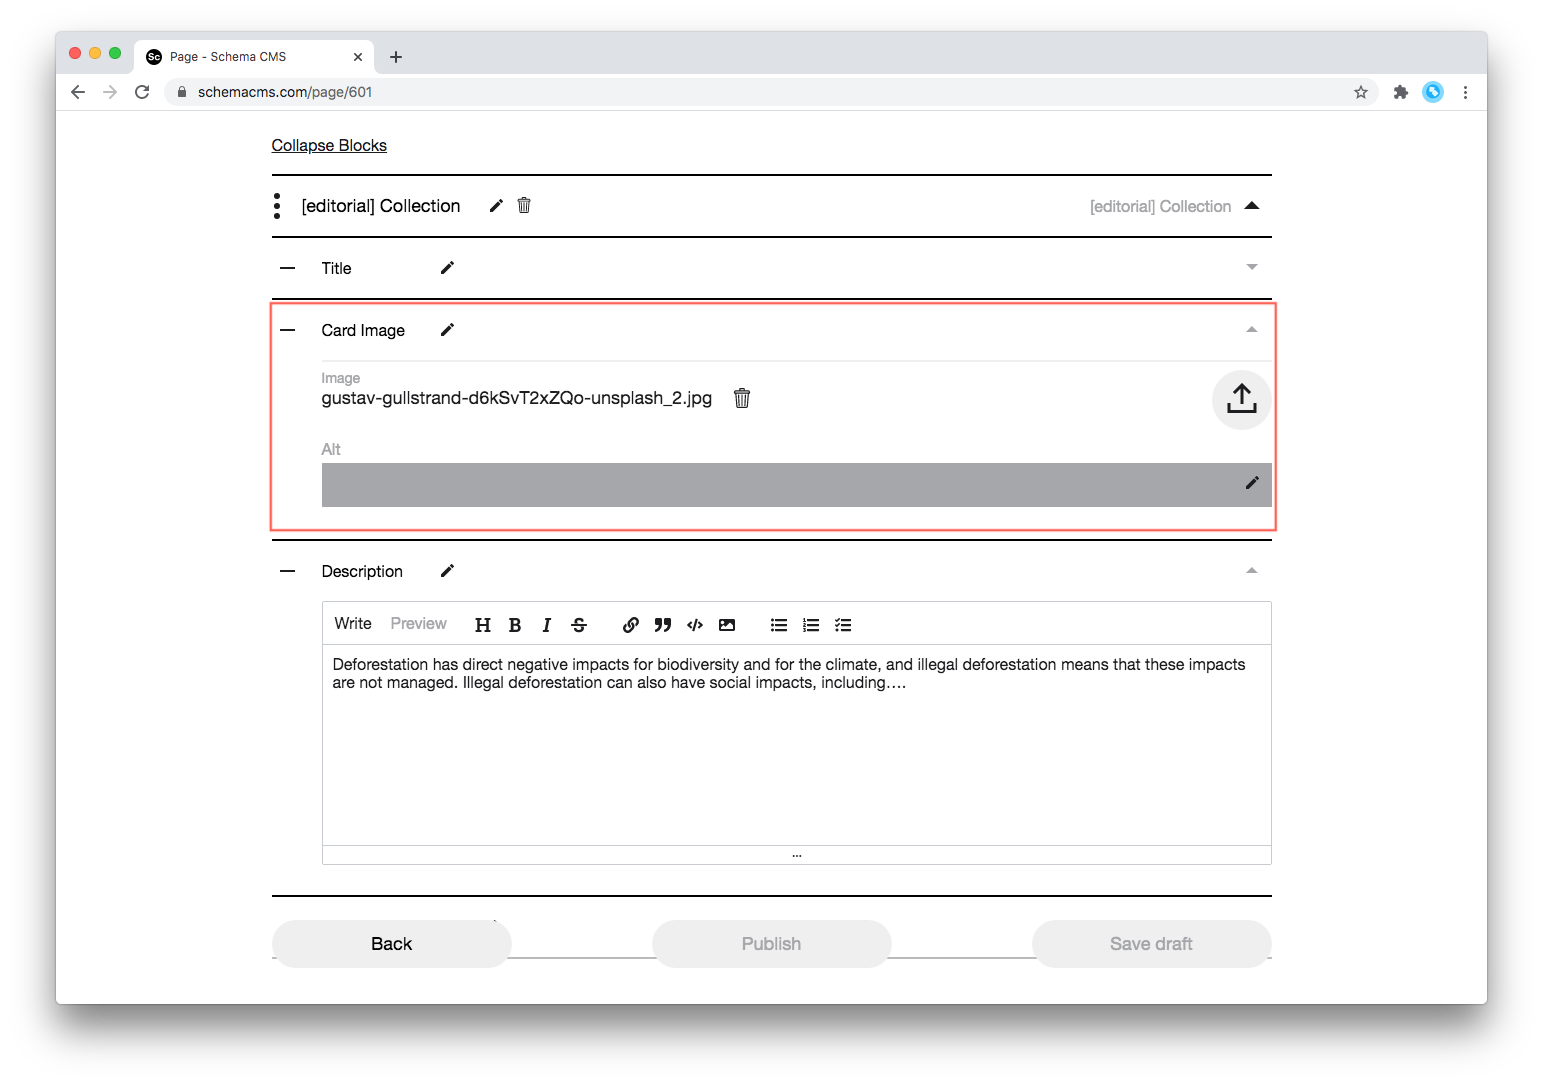 Sc Page - Schema CMS
schemacms.com/page/601
Collapse Blocks
[editorial] Collection [editorial] Collection
Title
Card Image
Image
gustav-gullstrand-d6kSvT2xZQo-unsplash_2.jpg
Alt
Description
Write Preview H B I S
Deforestation has direct negative impacts for biodiversity and for the climate, and illegal deforestation means that these impacts
are not managed. Illegal deforestation can also have social impacts, including....
...
Back Publish Save draft